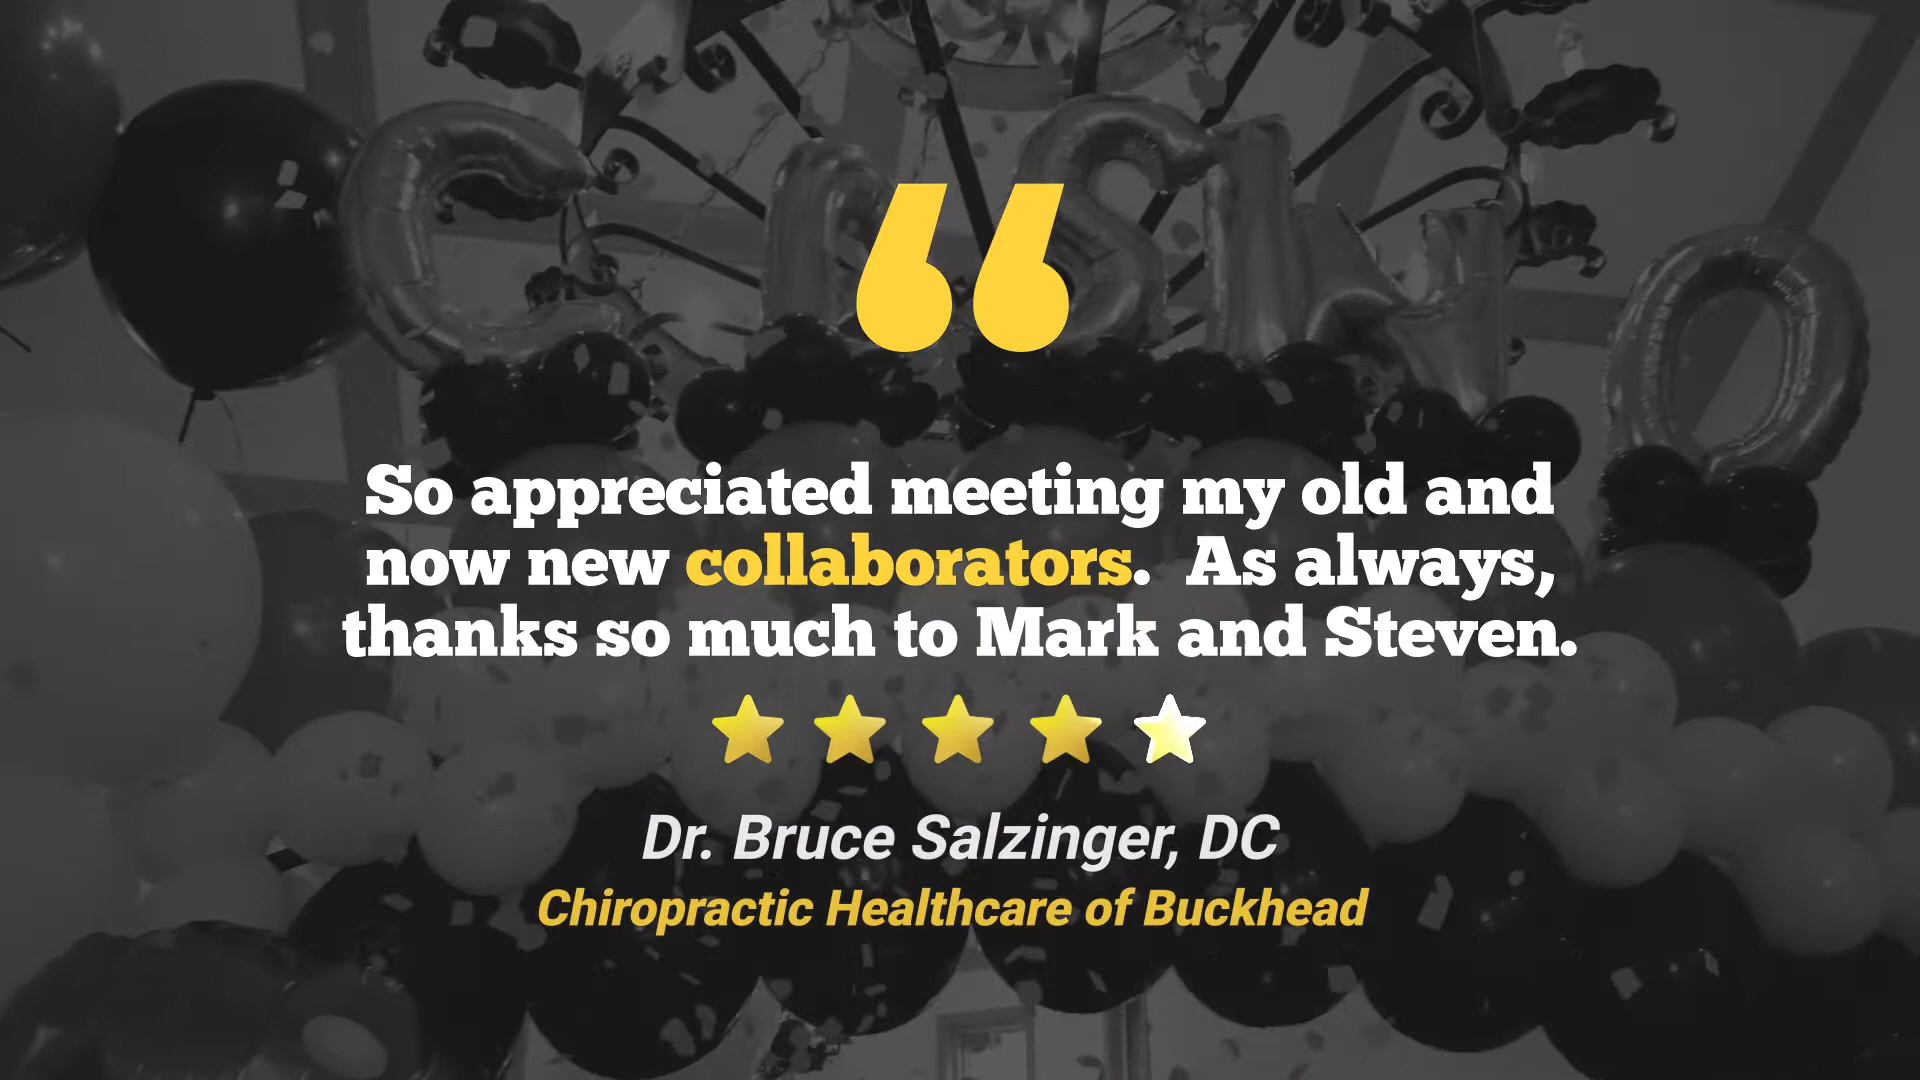 C   SINO
“
So appreciated meeting my old and
now new collaborators.  As always,
thanks so much to Mark and Steven.
Dr. Bruce Salzinger, DC
Chiropractic Healthcare of Buckhead